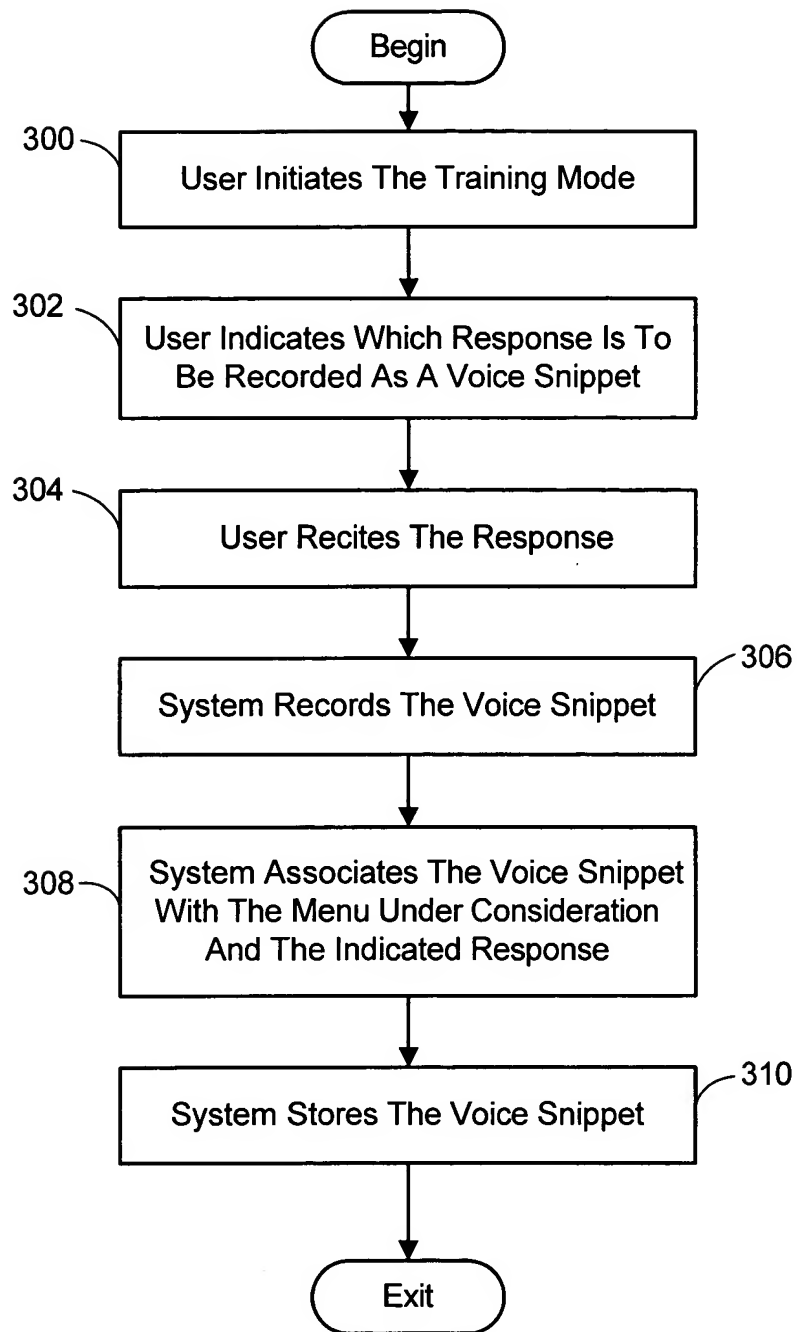 Begin
300
User Initiates The Training Mode
302
User Indicates Which Response Is To
Be Recorded As A Voice Snippet
304
User Recites The Response
306
System Records The Voice Snippet
308
System Associates The Voice Snippet
With The Menu Under Consideration
And The Indicated Response
310
System Stores The Voice Snippet
Exit